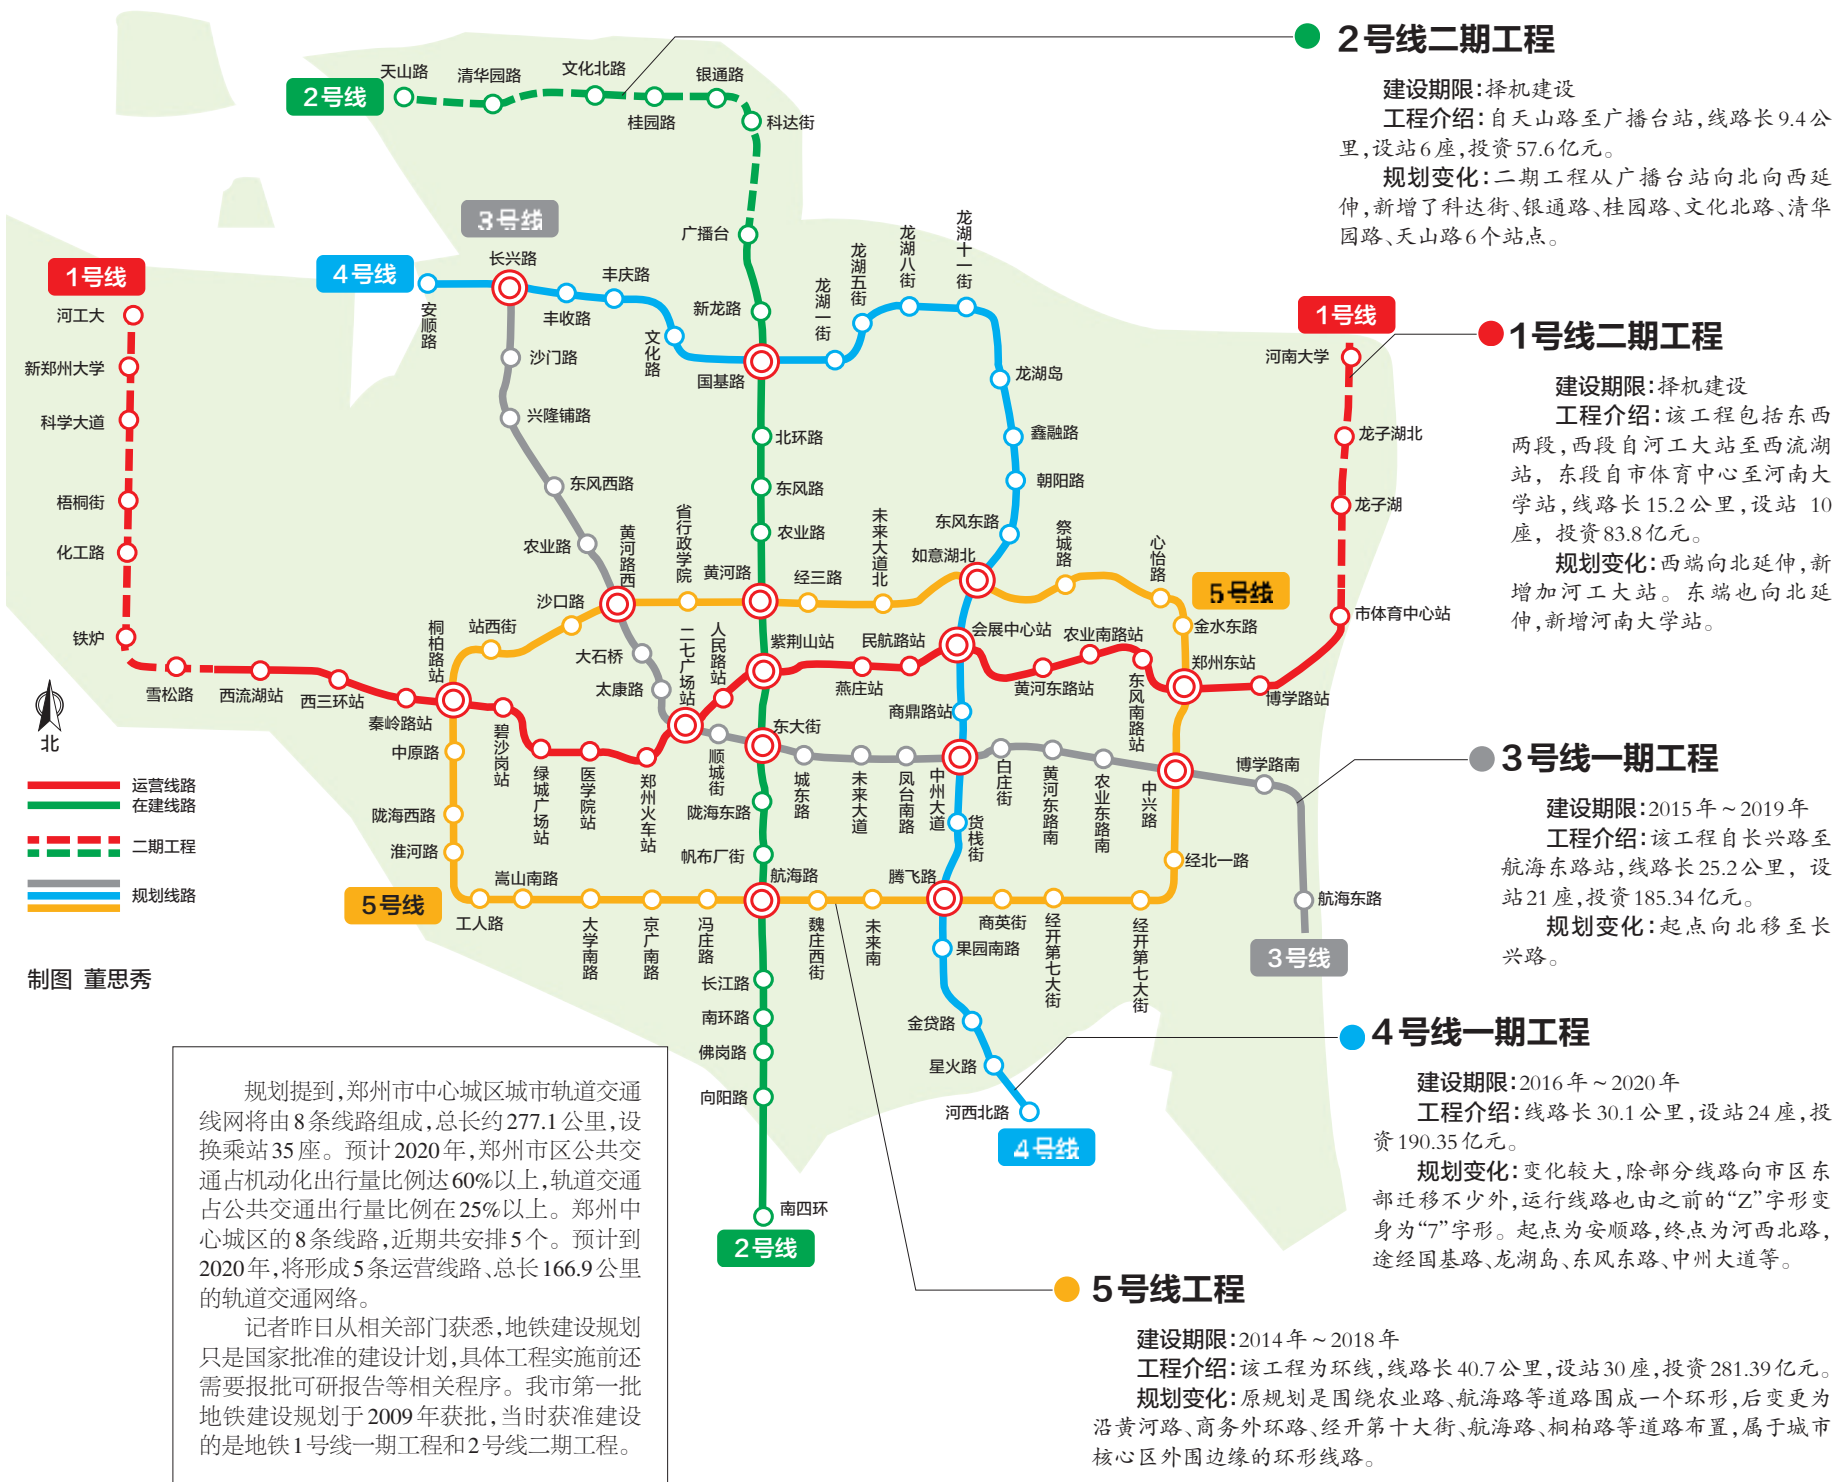 2号线
天山路
清华园路
文化北路
桂园路
银通路
科达街
广播台
新龙路
国基路
北环路
东风路
农业路
黄河路
紫荆山站
东大街
陇海东路
帆布厂街
航海路
长江路
南环路
佛岗路
向阳路
南四环
2号线
3号线
长兴路
沙门路
兴隆铺路
东风西路
农业路
黄河路西
大石桥
太康路
二七广场站
顺城街
城东路
未来大道
凤台南路
中州大道
白庄街
黄河东路南
农业东路南
中兴路
博学路南
航海东路
3号线
4号线
安顺路
丰收路
丰庆路
文化路
龙湖一街
龙湖五街
龙湖八街
龙湖十一街
龙湖岛
鑫融路
朝阳路
东风东路
如意湖北
会展中心站
商鼎路站
货栈街
腾飞路
果园南路
金贷路
星火路
河西北路
4号线
1号线
河工大
新郑州大学
科学大道
梧桐街
化工路
铁炉
雪松路
西流湖站
西三环站
秦岭路站
桐柏路站
碧沙岗站
绿城广场站
医学院站
郑州火车站
人民路站
燕庄站
民航路站
黄河东路站
农业南路站
东风南路站
郑州东站
博学路站
市体育中心站
龙子湖
龙子湖北
河南大学
1号线
5号线
站西街
沙口路
省行政学院
经三路
未来大道北
祭城路
心怡路
金水东路
经北一路
经开第七大街
经开第七大街
商英街
未来南
魏庄西街
冯庄路
京广南路
大学南路
嵩山南路
工人路
淮河路
陇海西路
中原路
5号线
北
运营线路
在建线路
二期工程
规划线路
制图 董思秀
规划提到,郑州市中心城区城市轨道交通
线网将由8条线路组成,总长约277.1公里,设
换乘站35座。预计2020年,郑州市区公共交
通占机动化出行量比例达60%以上,轨道交通
占公共交通出行量比例在25%以上。郑州中
心城区的8条线路,近期共安排5个。预计到
2020年,将形成5条运营线路、总长166.9公里
的轨道交通网络。
记者昨日从相关部门获悉,地铁建设规划
只是国家批准的建设计划,具体工程实施前还
需要报批可研报告等相关程序。我市第一批
地铁建设规划于2009年获批,当时获准建设
的是地铁1号线一期工程和2号线二期工程。
2号线二期工程
建设期限:择机建设
工程介绍:自天山路至广播台站,线路长9.4公
里,设站6座,投资57.6亿元。
规划变化:二期工程从广播台站向北向西延
伸,新增了科达街、银通路、桂园路、文化北路、清华
园路、天山路6个站点。
1号线二期工程
建设期限:择机建设
工程介绍:该工程包括东西
两段,西段自河工大站至西流湖
站,东段自市体育中心至河南大
学站,线路长15.2公里,设站 10
座,投资83.8亿元。
规划变化:西端向北延伸,新
增加河工大站。东端也向北延
伸,新增河南大学站。
3号线一期工程
建设期限:2015年~2019年
工程介绍:该工程自长兴路至
航海东路站,线路长25.2公里,设
站21座,投资185.34亿元。
规划变化:起点向北移至长
兴路。
4号线一期工程
建设期限:2016年~2020年
工程介绍:线路长30.1公里,设站24座,投
资190.35亿元。
规划变化:变化较大,除部分线路向市区东
部迁移不少外,运行线路也由之前的“Z”字形变
身为“7”字形。起点为安顺路,终点为河西北路,
途经国基路、龙湖岛、东风东路、中州大道等。
5号线工程
建设期限:2014年~2018年
工程介绍:该工程为环线,线路长40.7公里,设站30座,投资281.39亿元。
规划变化:原规划是围绕农业路、航海路等道路围成一个环形,后变更为
沿黄河路、商务外环路、经开第十大街、航海路、桐柏路等道路布置,属于城市
核心区外围边缘的环形线路。